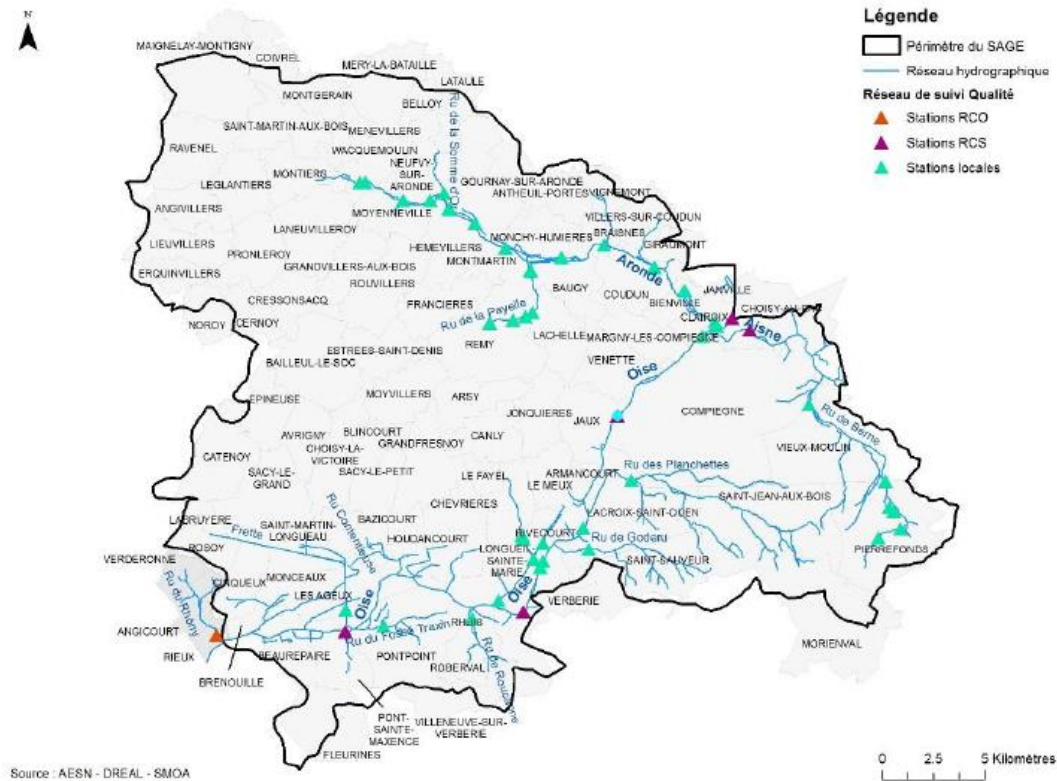 N
Légende
Périmètre du SAGE
Réseau hydrographique
Réseau de suivi Qualité
Stations RCO
Stations RCS
Stations locales
MAIGNELAY-MONTIGNY
COIVREL
MERY-LA-BATAILLE
LATAULE
MONTGERAIN
BELLOY
SAINT-MARTIN-AUX-BOIS
MENEVILLERS
RAVENEL
WACQUEMOULIN
Ru de la Somme d'Or
NEUFVY-
SUR-
ARONDE
MONTIERS
GOURNAY-SUR-ARONDE
LEGLANTIERS
ANTHEUIL-PORTES
VIGNEMONT
ANGIVILLERS
MOYENNEVILLE
VILLERS-SUR-COUDUN
LANEUVILLEROY
BRAISNES
LIEUVILLERS
HEMEVILLERS
MONCHY-HUMIERES
GIRAUMONT
PRONLEROY
MONTMARTIN
Aronde
GRANDVILLERS-AUX-BOIS
ERQUINVILLERS
ROUVILLERS
BAUGY
COUDUN
BIENVILLE
JANVILLE
CRESSONSACQ
FRANCIERES
CHOISY-AU-BAC
Ru de la Payelle
CLAIROIX
NOROY
CERNOY
REMY
LACHELLE
MARGNY-LES-COMPIEGNE
Aisne
ESTREES-SAINT-DENIS
VENETTE
BAILLEUL-LE-SOC
Oise
EPINEUSE
MOYVILLERS
ARSY
JONQUIERES
JAUX
COMPIEGNE
Ru de Berne
AVRIGNY
BLINCOURT
CANLY
CHOISY-LA-
VICTOIRE
GRANDFRESNOY
VIEUX-MOULIN
CATENOY
SACY-LE-
GRAND
SACY-LE-PETIT
LE FAYEL
ARMANCOURT
LE MEUX
Ru des Planchettes
SAINT-JEAN-AUX-BOIS
CHEVRIERES
LABRUYERE
SAINT-MARTIN-
LONGUEAU
BAZICOURT
LACROIX-SAINT-OUEN
Frette
Ru Contentieuse
HOUDANCOURT
RIVECOURT
Ru de Goderu
ROSOY
LONGUEIL-
SAINTE-
MARIE
VERDERONNE
SAINT-SAUVEUR
PIERREFONDS
CINQUEUX
MONCEAUX
LES AGEUX
Oise
Oise
VERBERIE
Ru du Rhôny
ANGICOURT
Ru du Fossé Traxin
RHUIS
MORIENVAL
RIEUX
BEAUREPAIRE
PONTPOINT
ROBERVAL
BRENOUILLE
PONT-
SAINTE-
MAXENCE
VILLENEUVE-SUR-
VERBERIE
FLEURINES
Source : AESN - DREAL - SMOA
0 2.5 5 Kilomètres